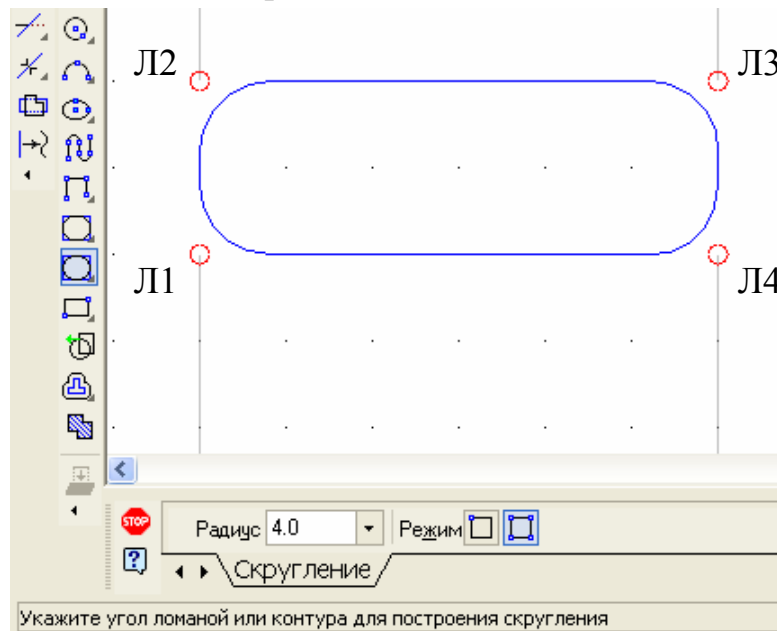 Л2 Л3
Л1 Л4
STOP Радиус 4.0 Режим
? Скругление
Укажите угол ломаной или контура для построения скругления